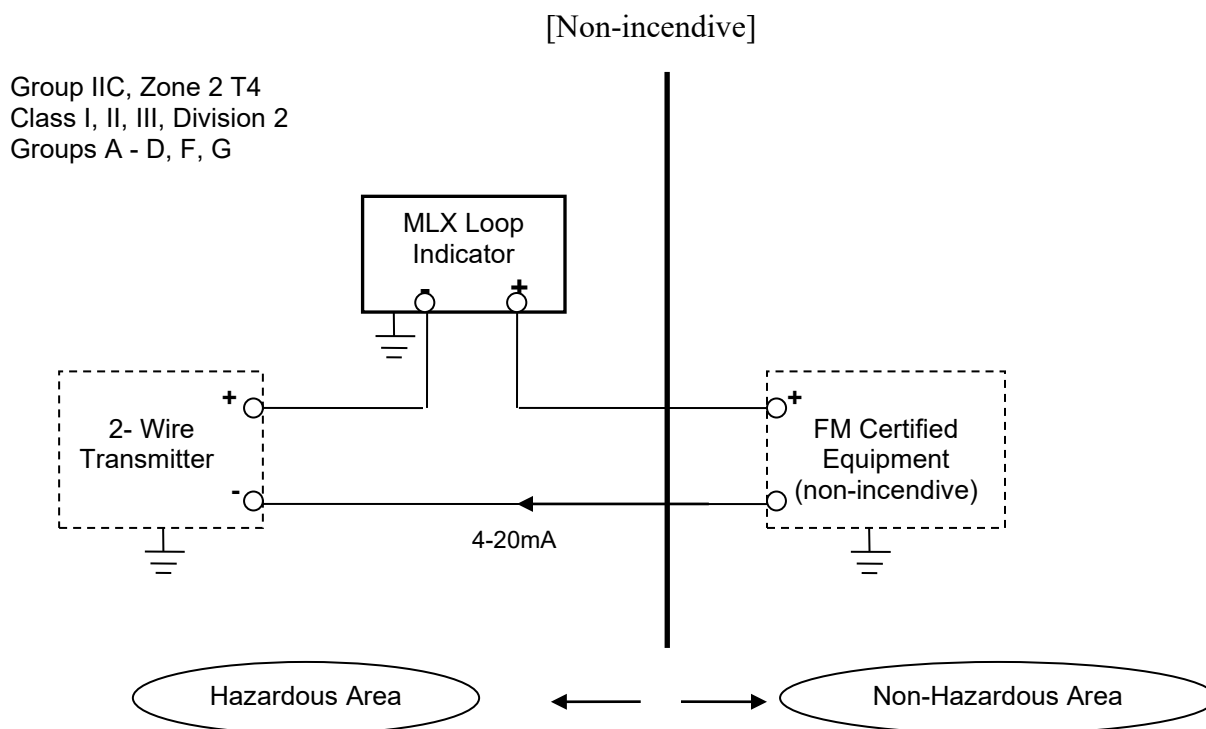 [Non-incendive]
Group IIC, Zone 2 T4
Class I, II, III, Division 2
Groups A - D, F, G
MLX Loop
Indicator
- +
+
2- Wire
Transmitter
-
+
FM Certified
Equipment
(non-incendive)
4-20mA
Hazardous Area
Non-Hazardous Area